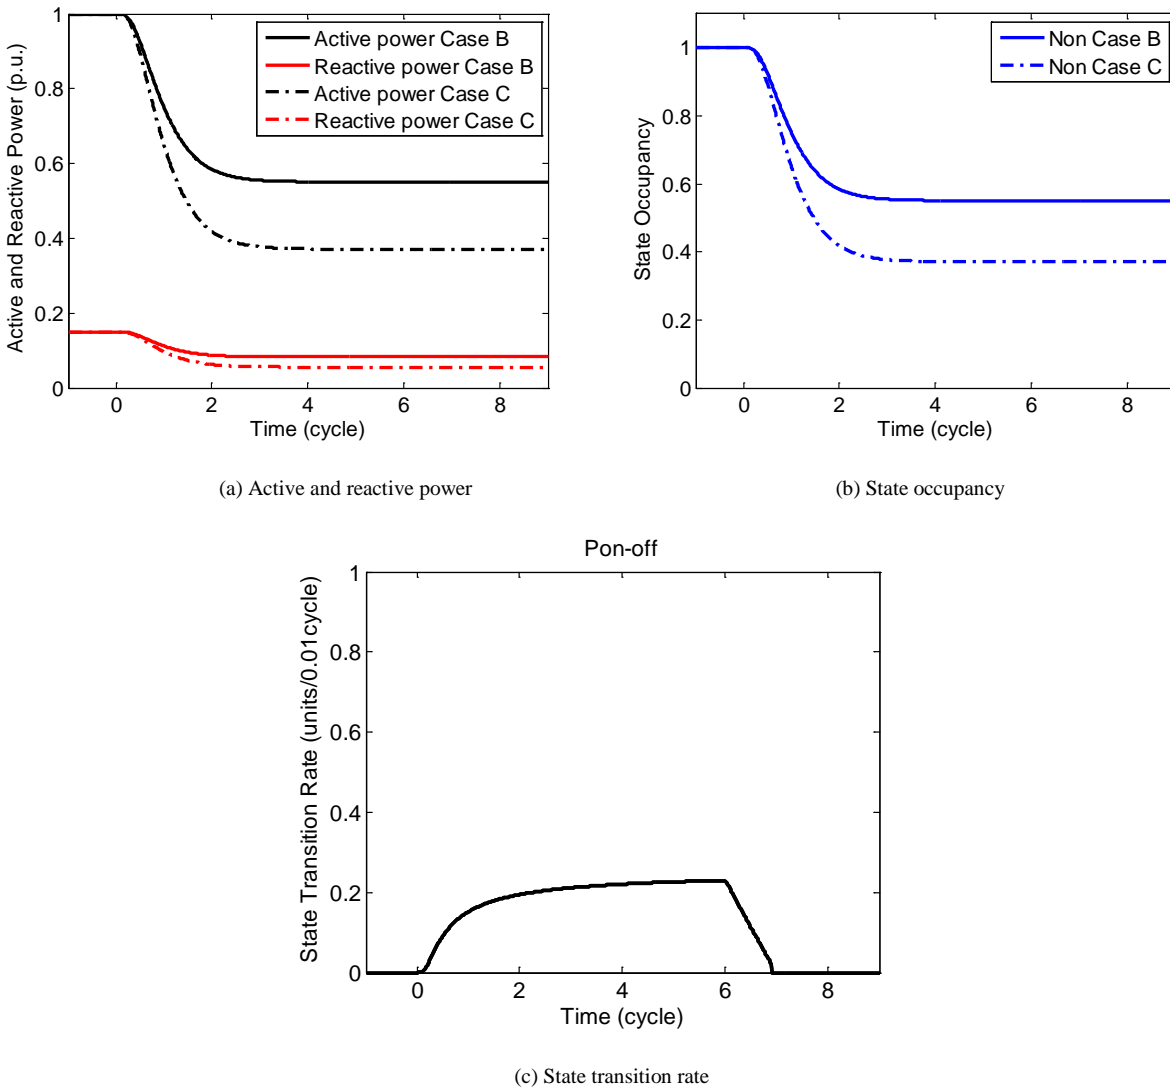 Active and Reactive Power (p.u.)
1
0.8
0.6
0.4
0.2
0
Active power Case B
Reactive power Case B
Active power Case C
Reactive power Case C
0 2 4 6 8
Time (cycle)
(a) Active and reactive power
State Occupancy
1
0.8
0.6
0.4
0.2
0
Non Case B
Non Case C
0 2 4 6 8
Time (cycle)
(b) State occupancy
Pon-off
State Transition Rate (units/0.01cycle)
1
0.8
0.6
0.4
0.2
0
0 2 4 6 8
Time (cycle)
(c) State transition rate